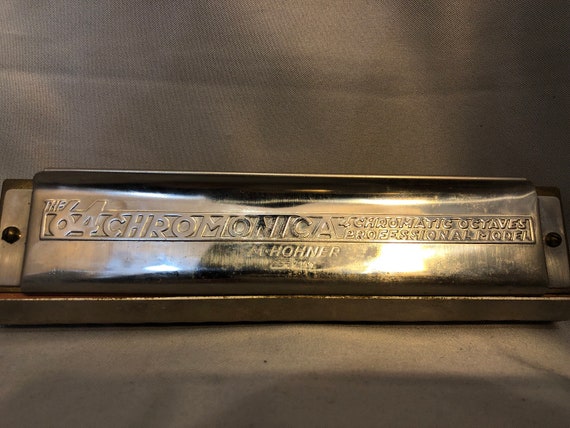 THE 64 CHROMONICA 4 CHROMATIC OCTAVES
PROFESSIONAL MODEL
M. HOHNER